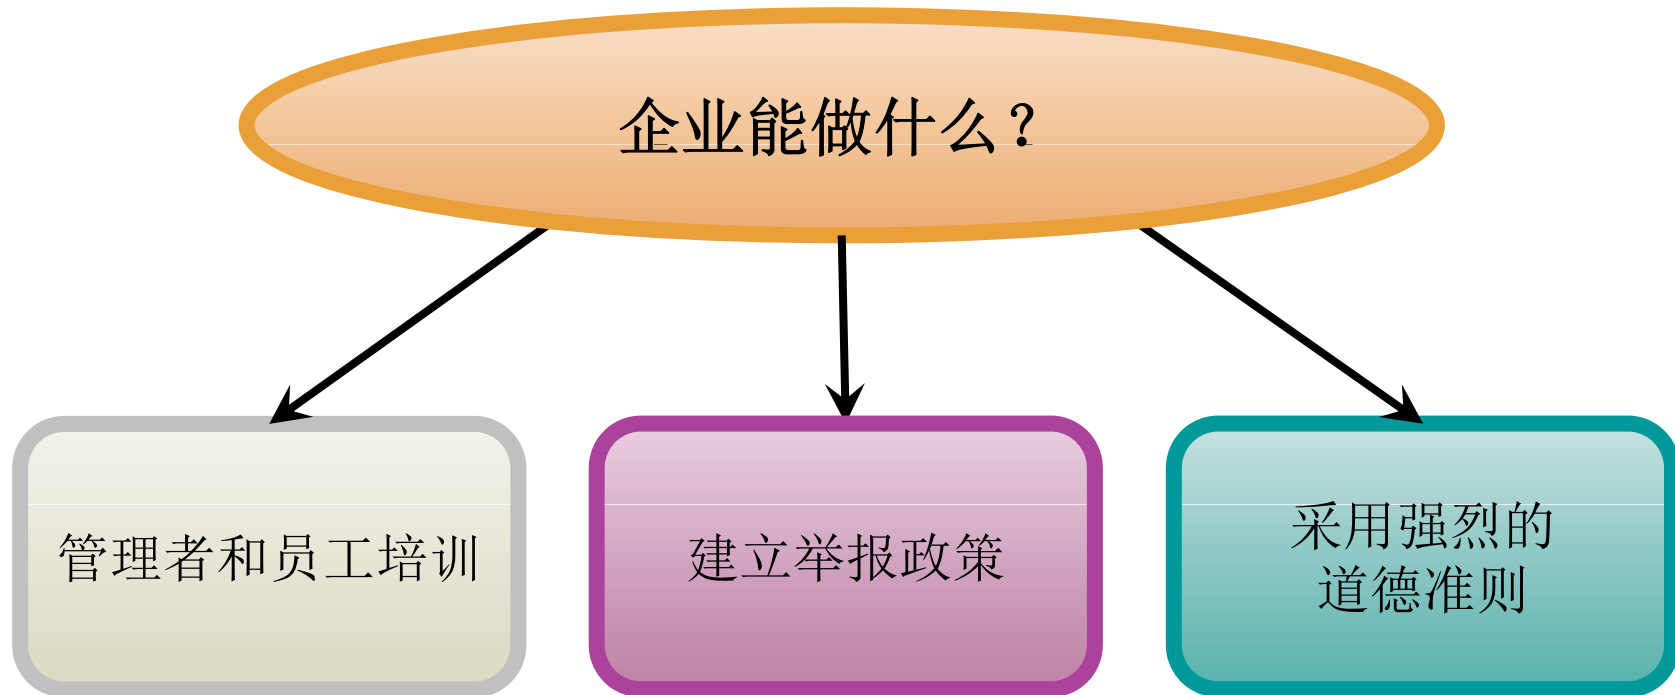 企业能做什么？
管理者和员工培训
建立举报政策
采用强烈的
道德准则